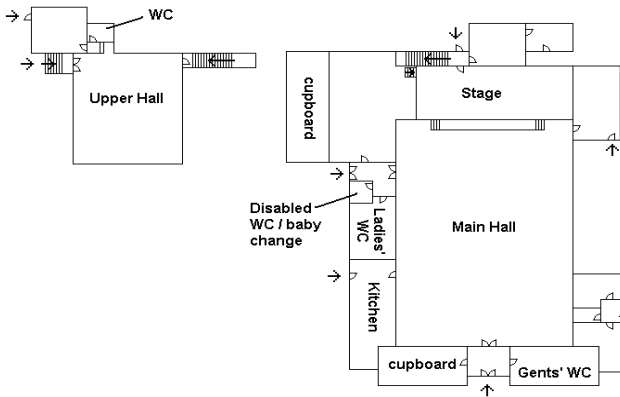 WC
Upper Hall
cupboard
Stage
Disabled
WC / baby
change
Ladies'
WC
Main Hall
Kitchen
cupboard
Gents' WC